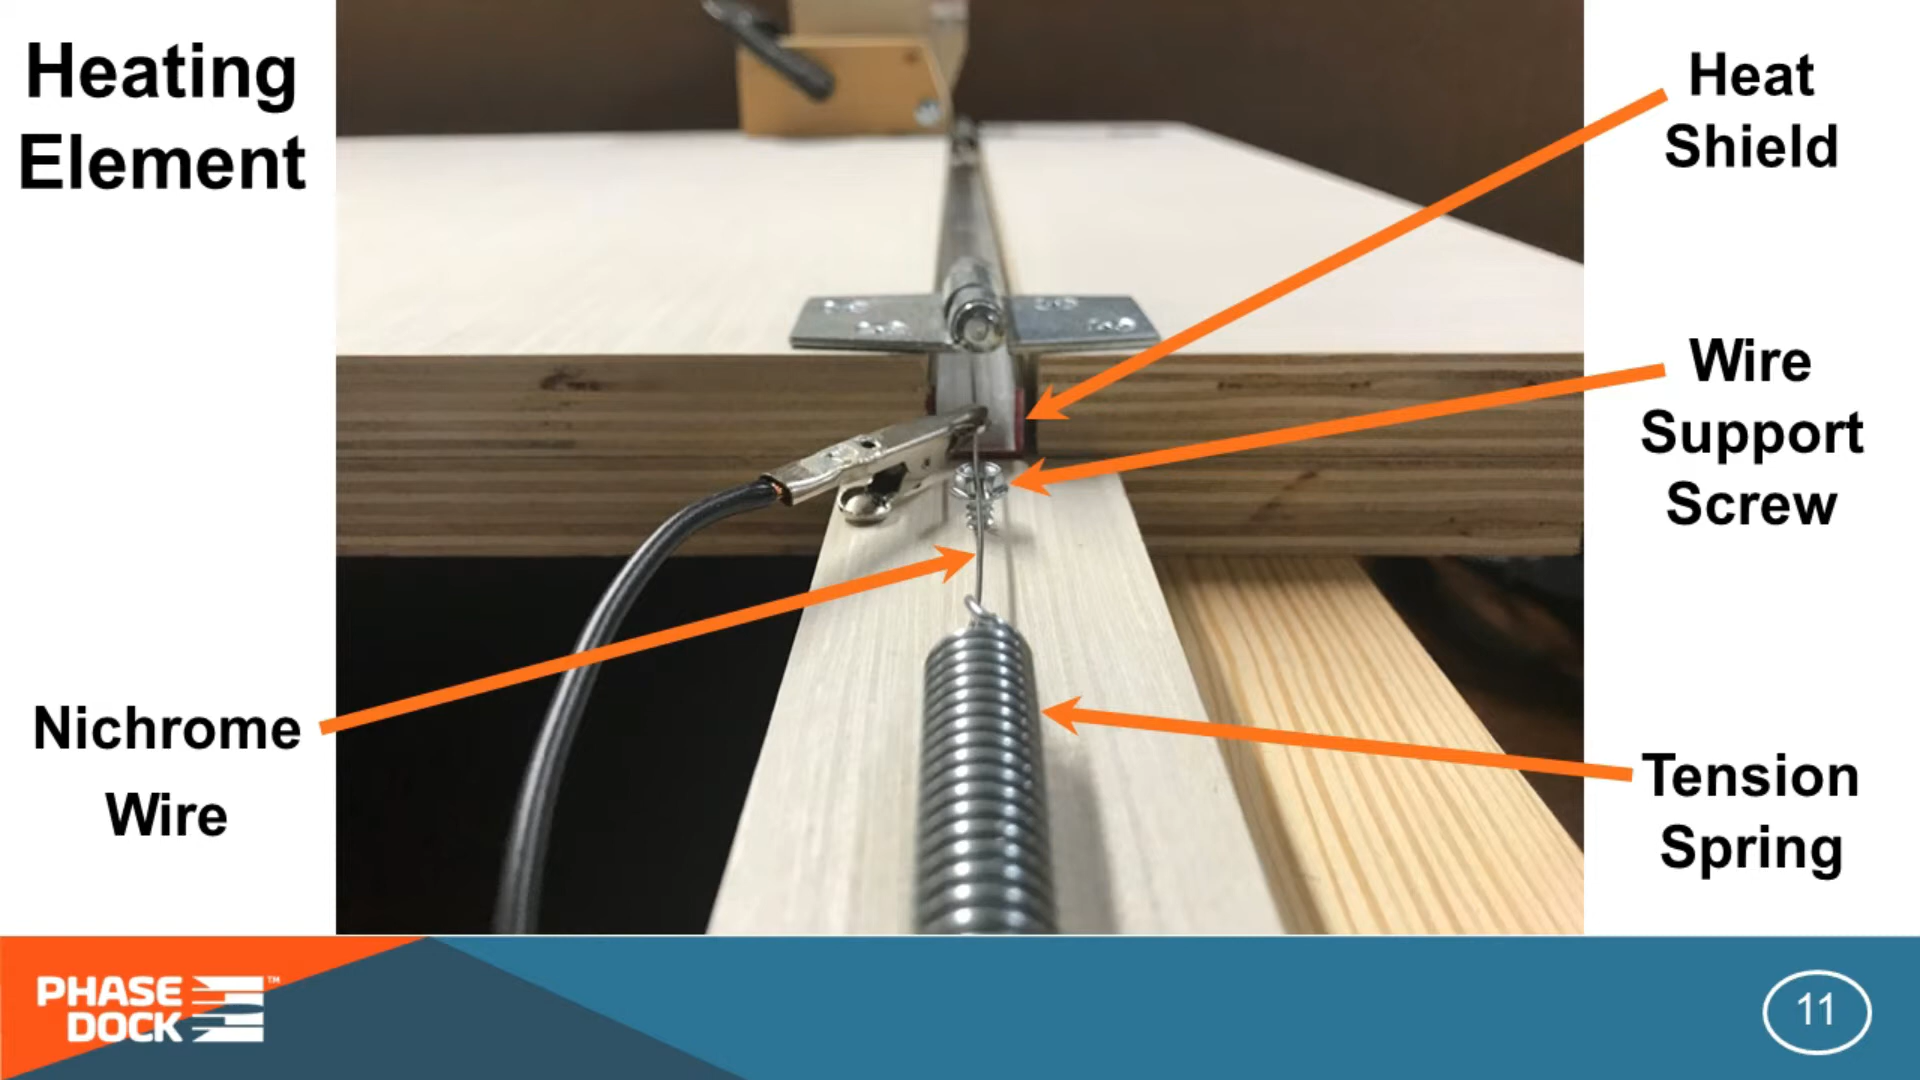 Heating
Element
Heat
Shield
Wire
Support
Screw
Nichrome
Wire
Tension
Spring
PHASE
DOCK
™
11